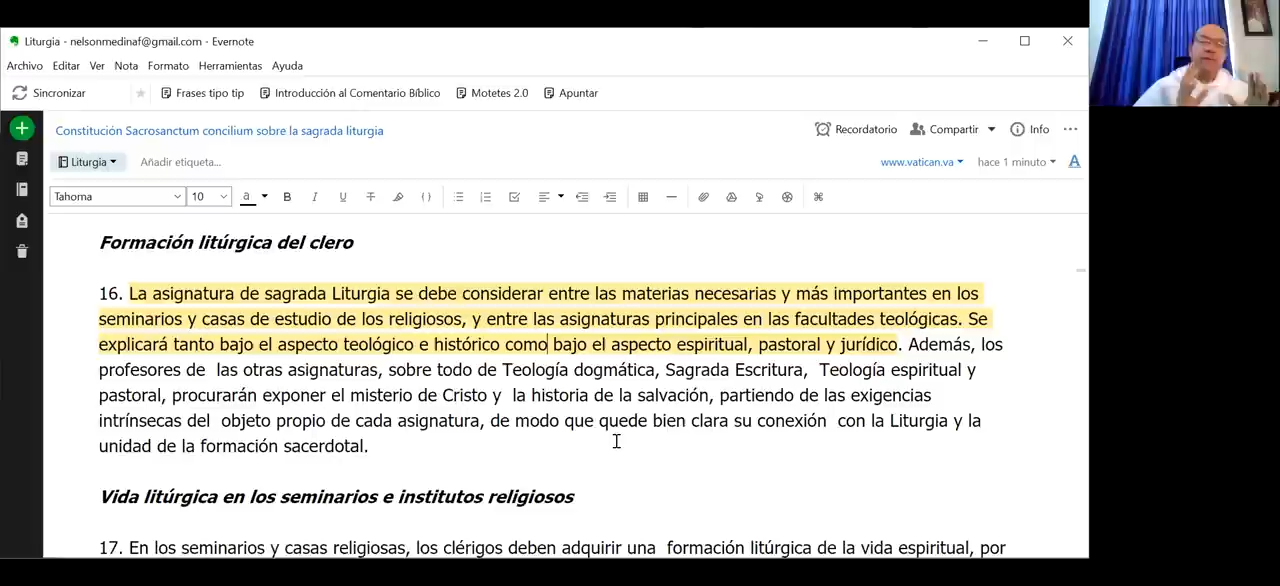 Liturgia - nelsonmedinaf@gmail.com - Evernote
Archivo Editar Ver Nota Formato Herramientas Ayuda
Sincronizar Frases tipo tip Introducción al Comentario Bíblico Motetes 2.0 Apuntar
Constitución Sacrosanctum concilium sobre la sagrada liturgia Recordatorio Compartir Info
Liturgia Añadir etiqueta... www.vatican.va hace 1 minuto A
Tahoma 10 a B I U T
Formación litúrgica del clero
16. La asignatura de sagrada Liturgia se debe considerar entre las materias necesarias y más importantes en los
seminarios y casas de estudio de los religiosos, y entre las asignaturas principales en las facultades teológicas. Se
explicará tanto bajo el aspecto teológico e histórico como bajo el aspecto espiritual, pastoral y jurídico. Además, los
profesores de las otras asignaturas, sobre todo de Teología dogmática, Sagrada Escritura, Teología espiritual y
pastoral, procurarán exponer el misterio de Cristo y la historia de la salvación, partiendo de las exigencias
intrínsecas del objeto propio de cada asignatura, de modo que quede bien clara su conexión con la Liturgia y la
unidad de la formación sacerdotal.
Vida litúrgica en los seminarios e institutos religiosos
17. En los seminarios y casas religiosas, los clérigos deben adquirir una formación litúrgica de la vida espiritual, por